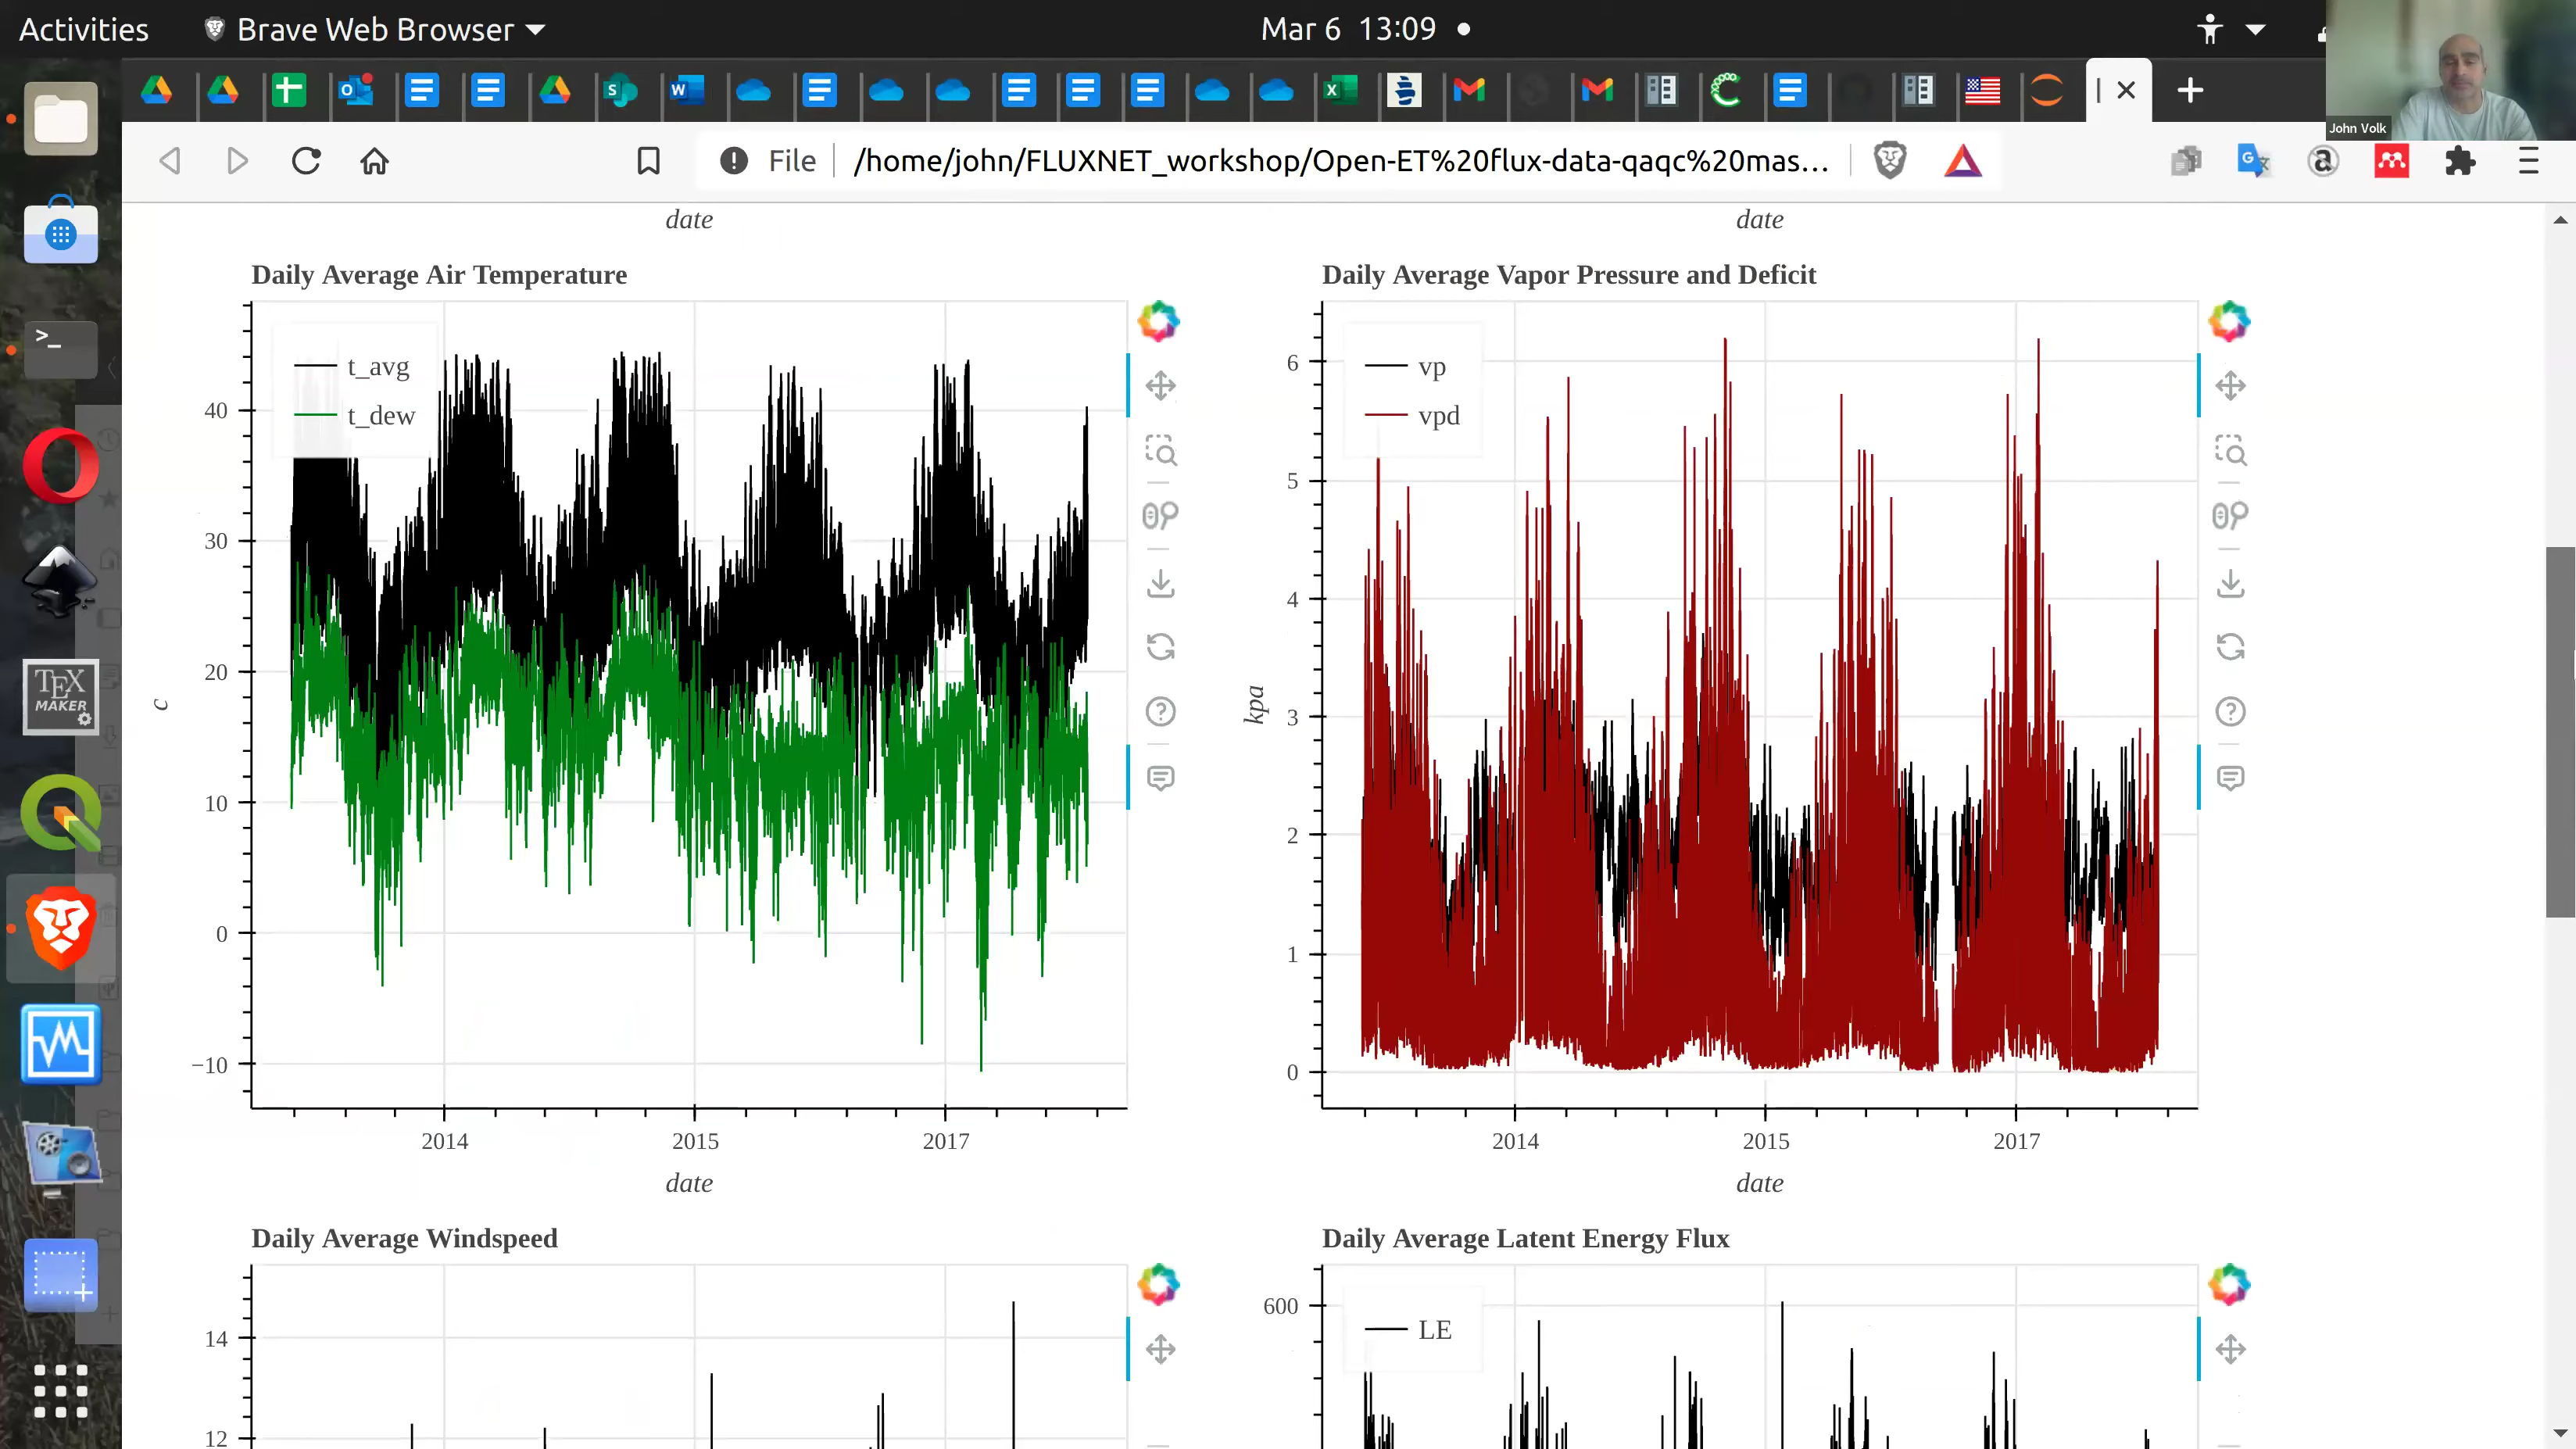 Activities
Brave Web Browser
Mar 6 13:09
John Volk
File
/home/john/FLUXNET_workshop/Open-ET%20flux-data-qaqc%20mas...
date
date
Daily Average Air Temperature
t_avg
t_dew
40
30
20
10
0
−10
c
2014
2015
2017
date
Daily Average Vapor Pressure and Deficit
vp
vpd
6
5
4
3
2
1
0
kpa
2014
2015
2017
date
TEX
MAKER
Daily Average Windspeed
14
12
Daily Average Latent Energy Flux
LE
600